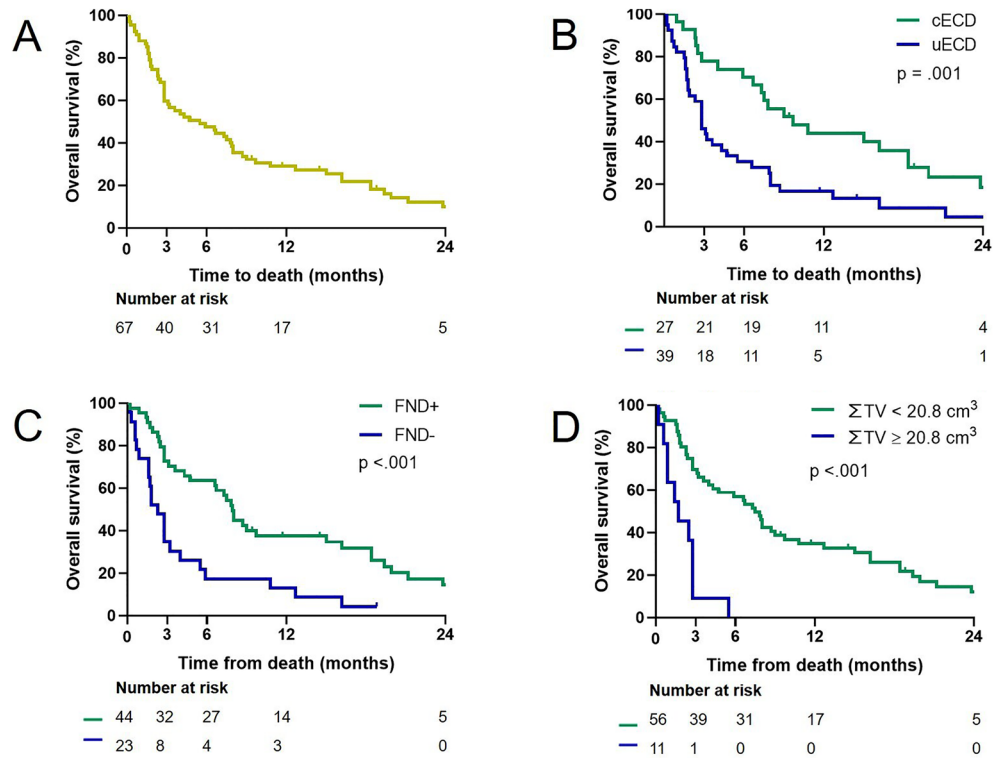 A
Overall survival (%)
100
80
60
40
20
0
0 3 6 12 24
Time to death (months)
Number at risk
67 40 31 17 5
B
Overall survival (%)
100
80
60
40
20
0
3 6 12 24
cECD
uECD
p = .001
Time to death (months)
Number at risk
27 21 19 11 4
39 18 11 5 1
C
Overall survival (%)
100
80
60
40
20
0
0 3 6 12 24
FND+
FND-
p <.001
Time from death (months)
Number at risk
44 32 27 14 5
23 8 4 3 0
D
Overall survival (%)
100
80
60
40
20
0
0 3 6 12 24
∑TV < 20.8 cm³
∑TV ≥ 20.8 cm³
p <.001
Time from death (months)
Number at risk
56 39 31 17 5
11 1 0 0 0